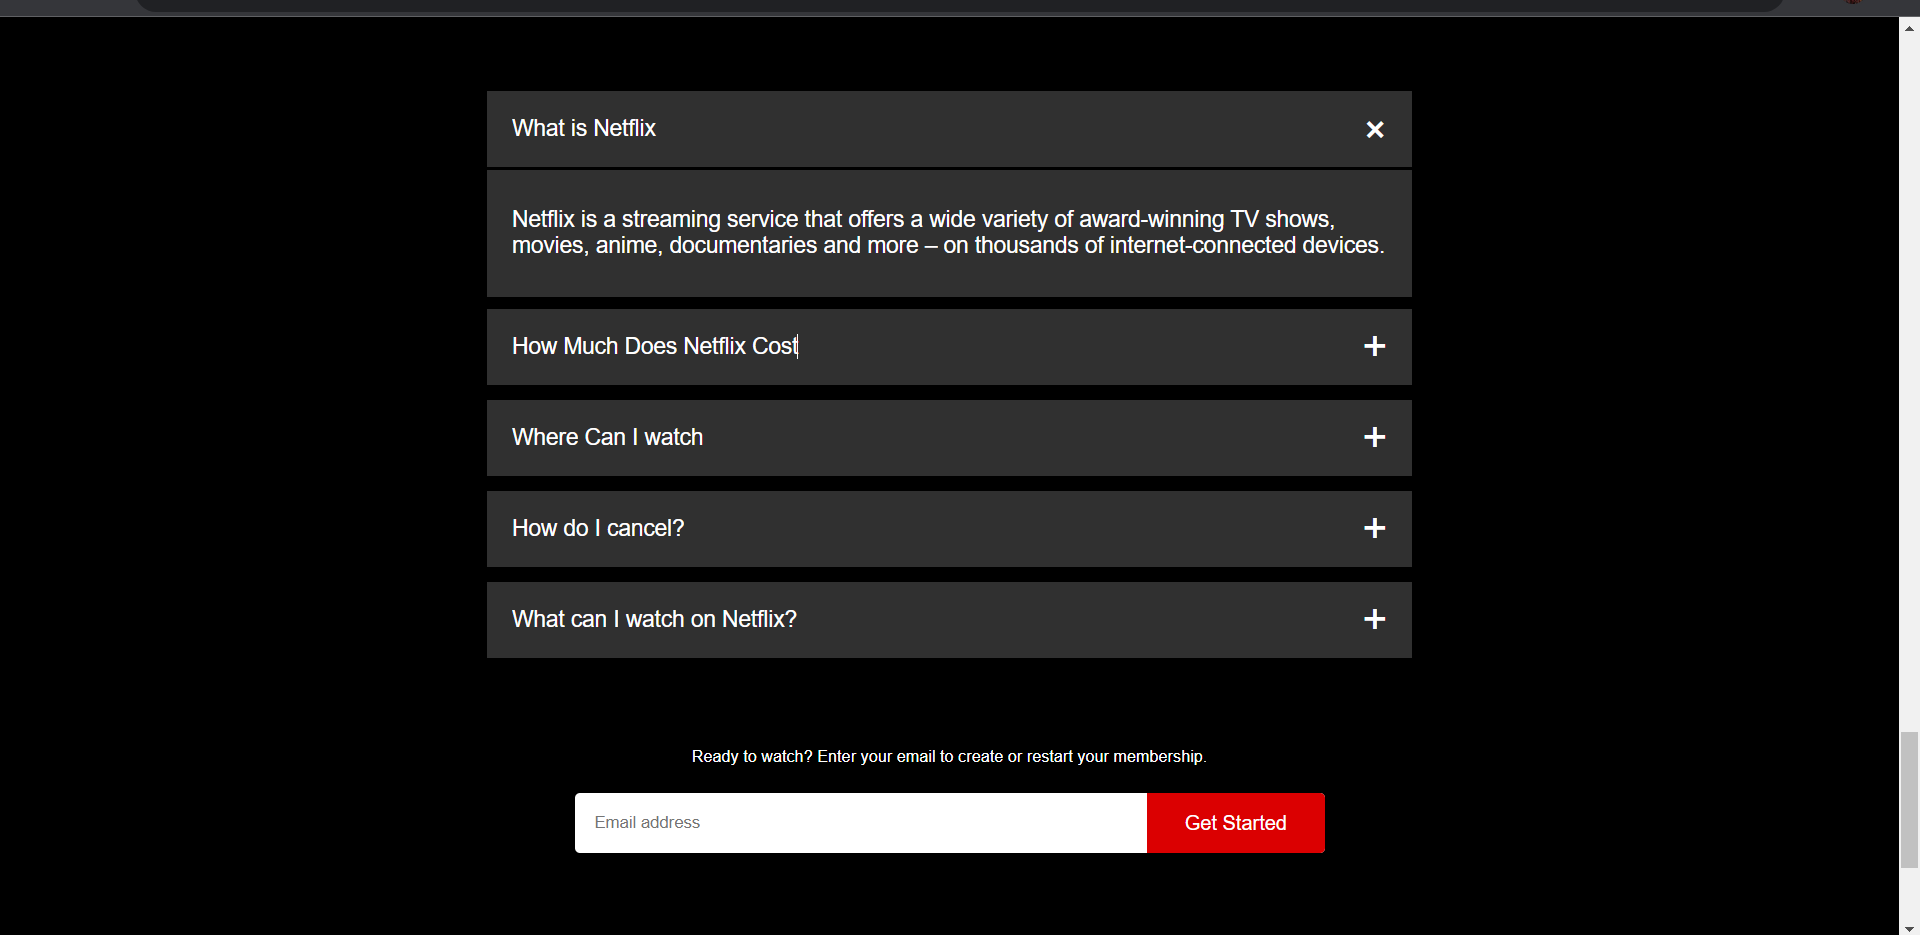 What is Netflix
Netflix is a streaming service that offers a wide variety of award-winning TV shows,
movies, anime, documentaries and more – on thousands of internet-connected devices.
How Much Does Netflix Cost
Where Can I watch
How do I cancel?
What can I watch on Netflix?
Ready to watch? Enter your email to create or restart your membership.
Email address
Get Started